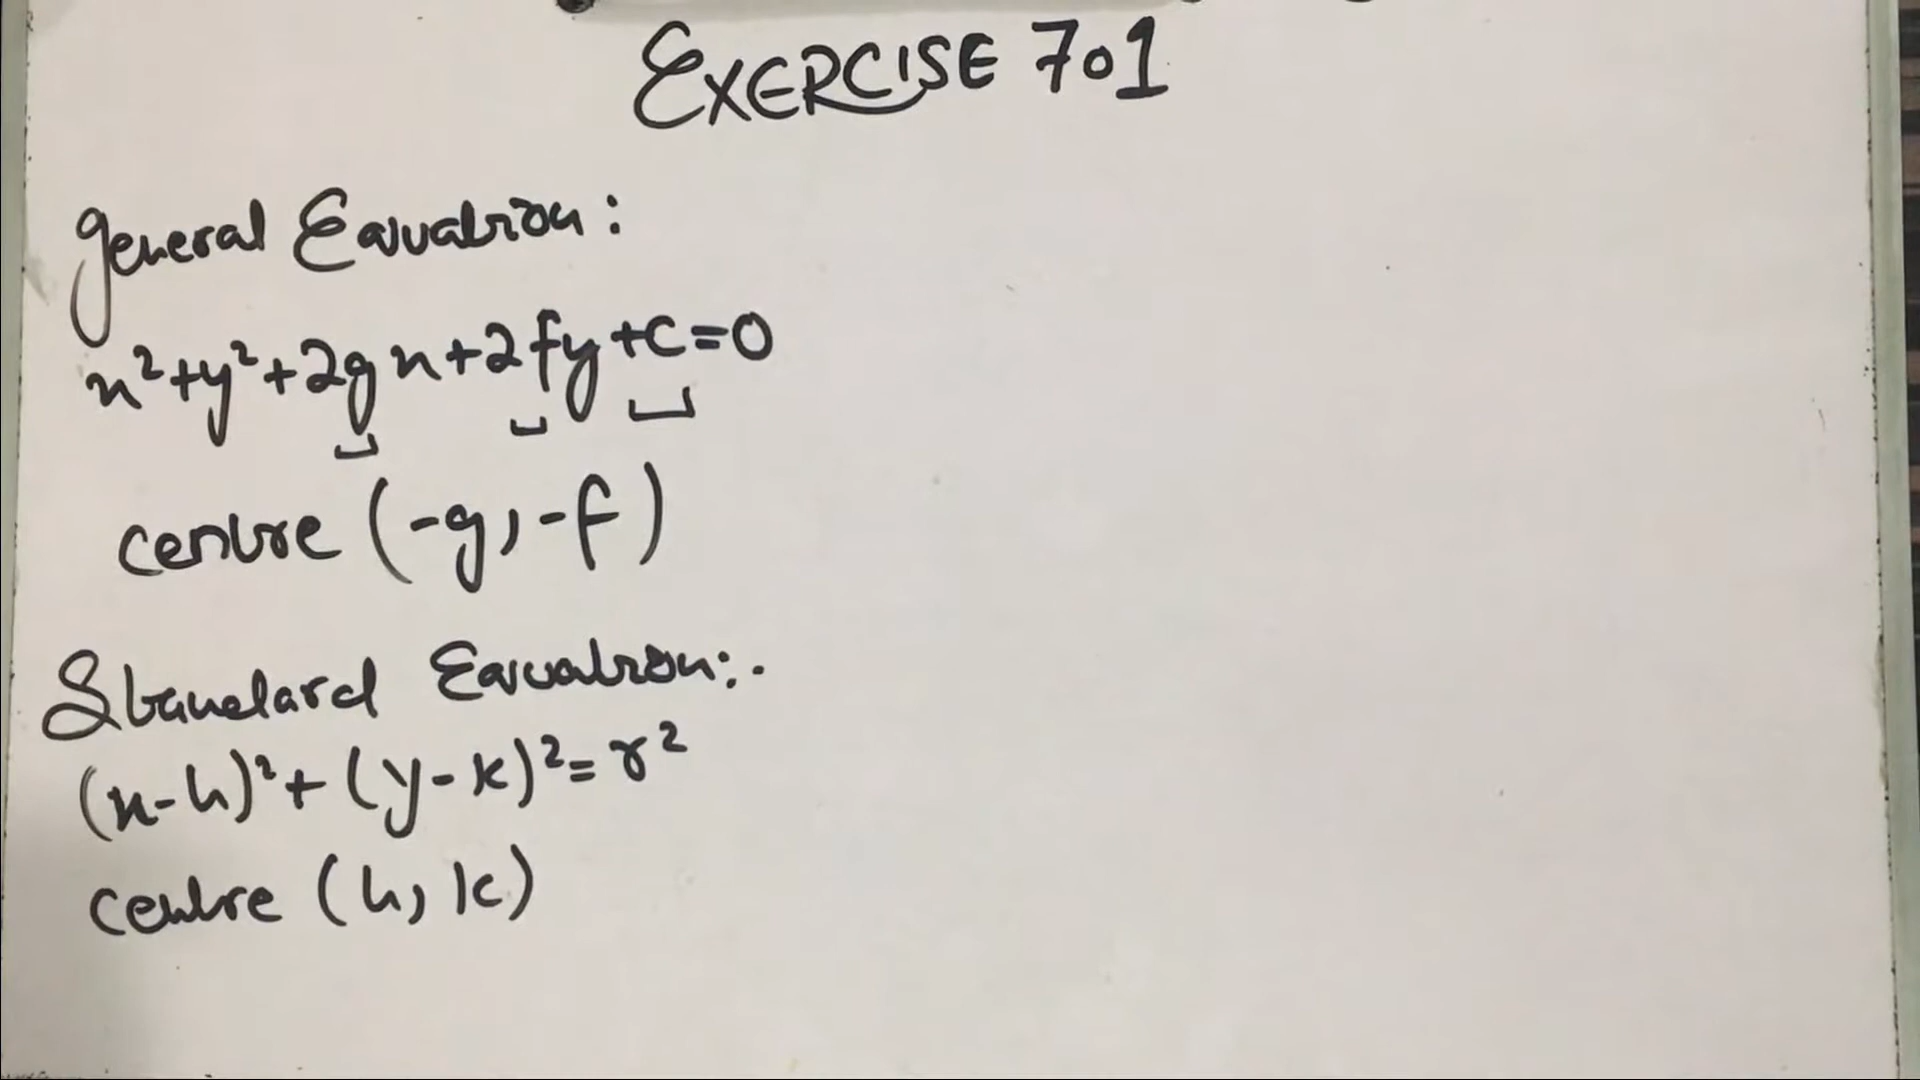 EXERCISE 7.1
General Equation:
x²+y²+2gx+2fy+c=0
centre (-g, -f)
Standard Equation:.
(x-h)²+(y-k)²=r²
centre (h, k)